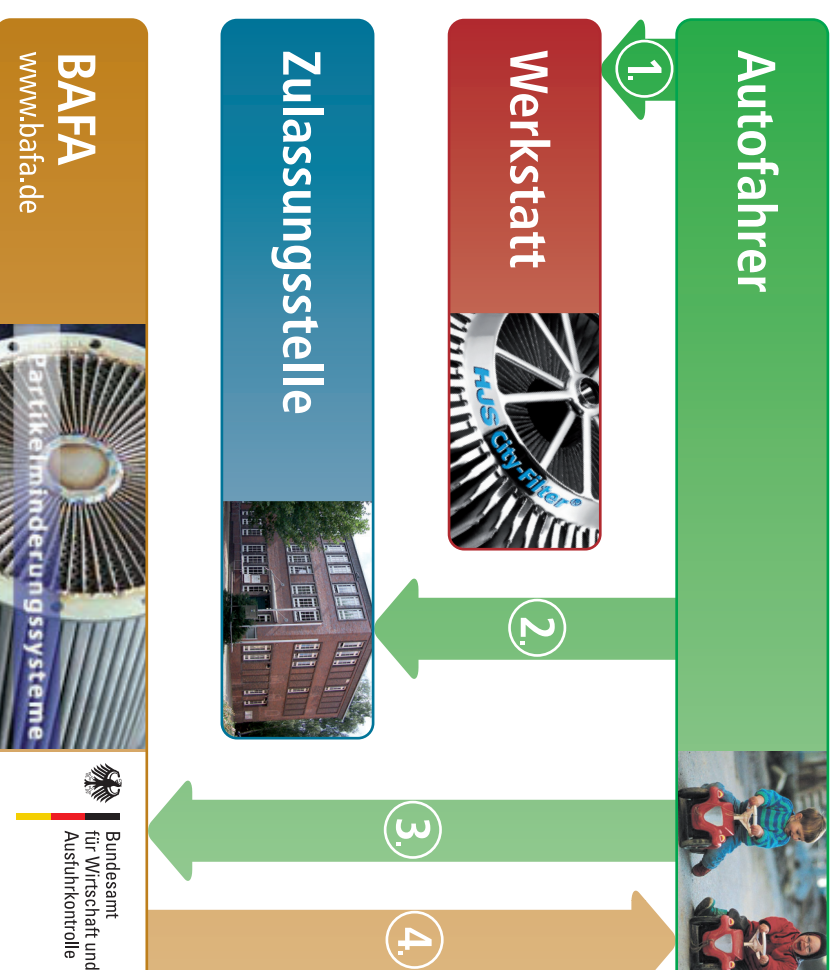 Autofahrer
1.
Werkstatt
HJS City-Filter®
2.
Zulassungsstelle
3.
4.
BAFA
www.bafa.de
Partikelminderungssysteme
Bundesamt
für Wirtschaft und
Ausfuhrkontrolle